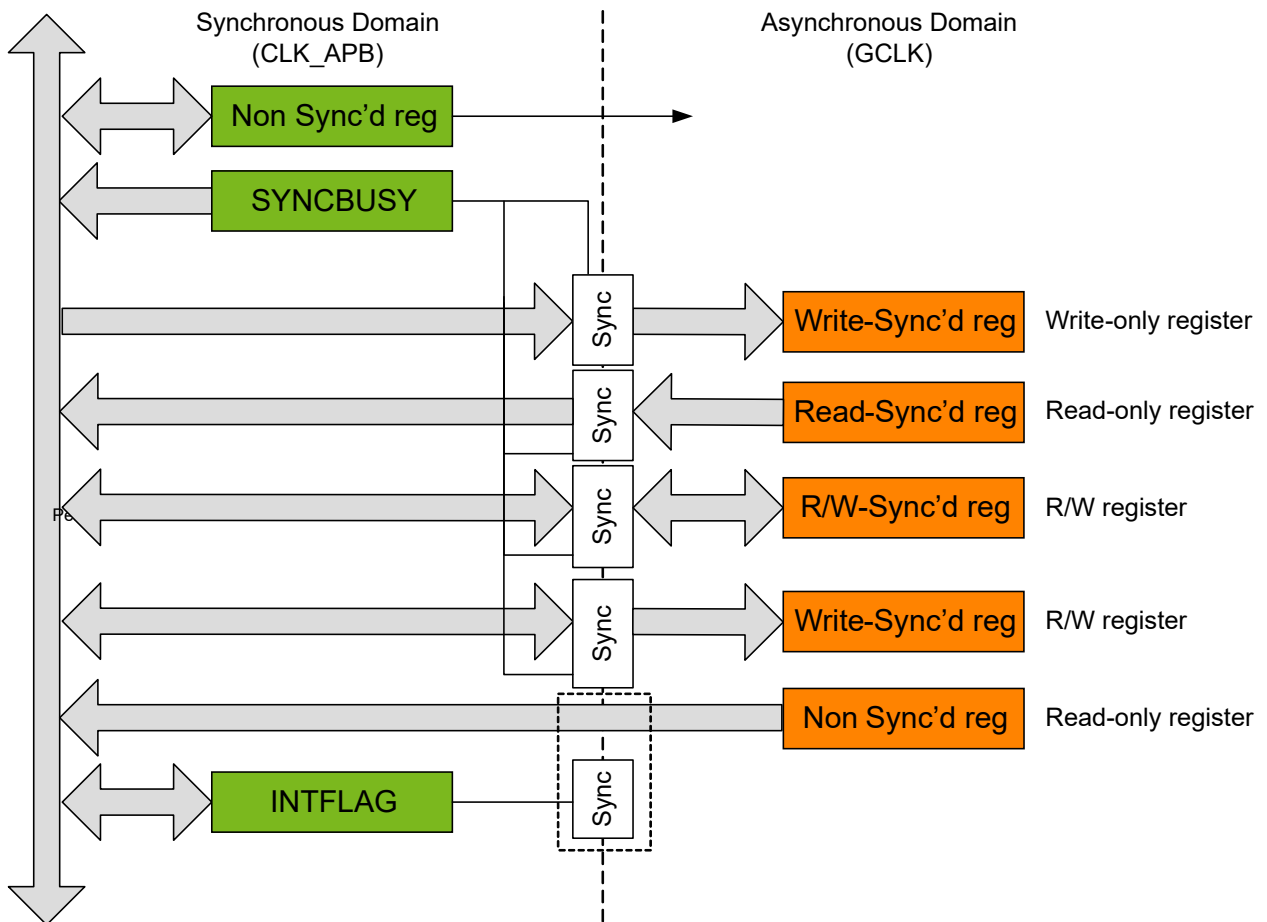 Synchronous Domain
(CLK_APB)
Asynchronous Domain
(GCLK)
Non Sync’d reg
SYNCBUSY
Sync
Write-Sync’d reg
Write-only register
Sync
Read-Sync’d reg
Read-only register
Sync
R/W-Sync’d reg
R/W register
Sync
Write-Sync’d reg
R/W register
Non Sync’d reg
Read-only register
INTFLAG
Sync